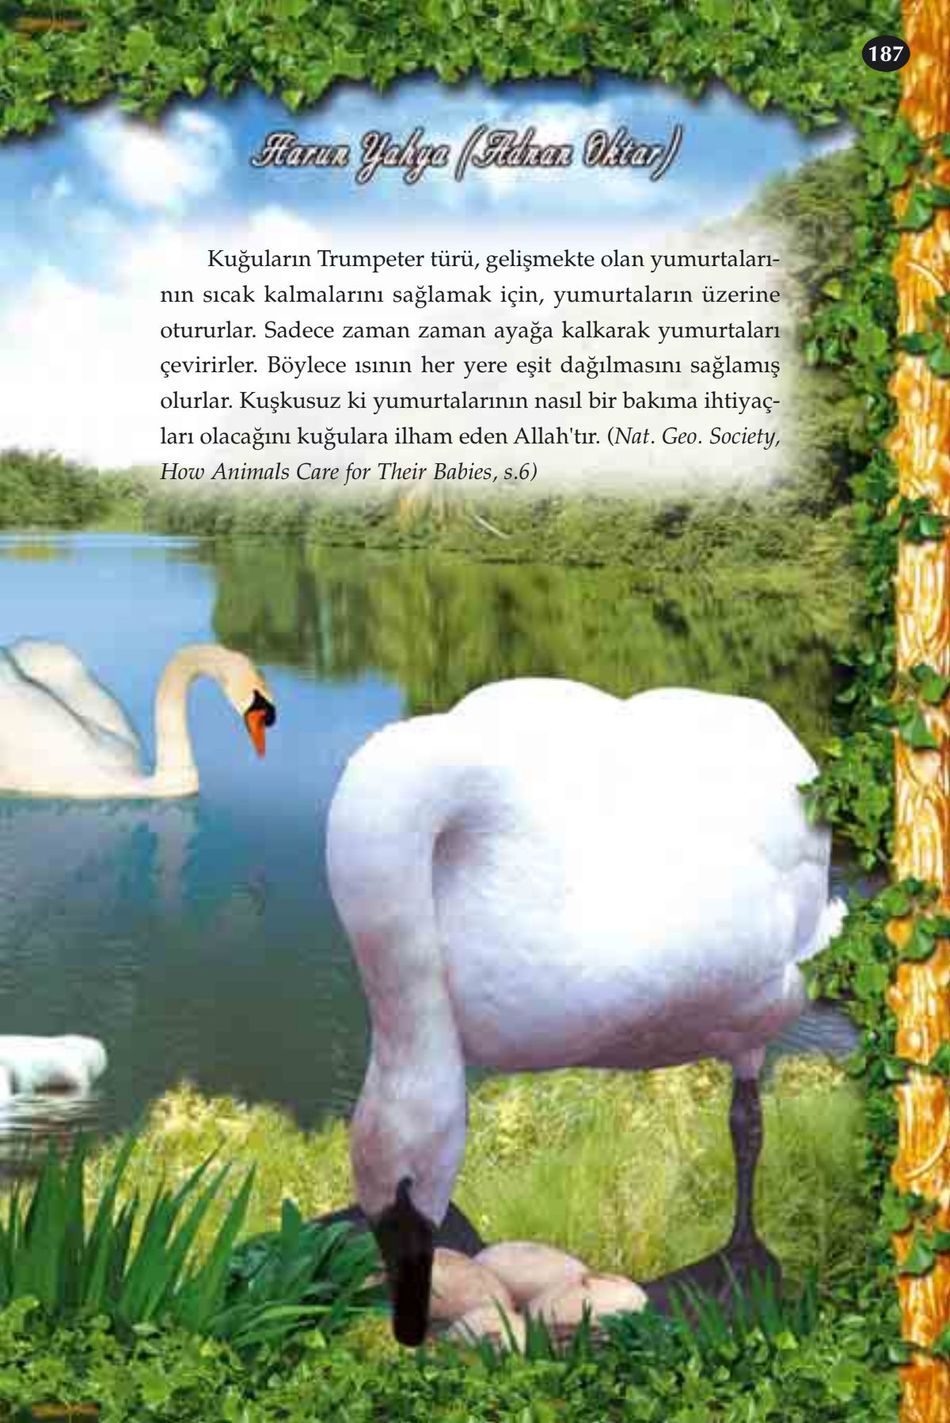 187
Harun Yahya (Adnan Oktar)
Kuğuların Trumpeter türü, gelişmekte olan yumurtaları-
nın sıcak kalmalarını sağlamak için, yumurtaların üzerine
otururlar. Sadece zaman zaman ayağa kalkarak yumurtaları
çevirirler. Böylece ısının her yere eşit dağılmasını sağlamış
olurlar. Kuşkusuz ki yumurtalarının nasıl bir bakıma ihtiyaç-
ları olacağını kuğulara ilham eden Allah'tır. (Nat. Geo. Society,
How Animals Care for Their Babies, s.6)